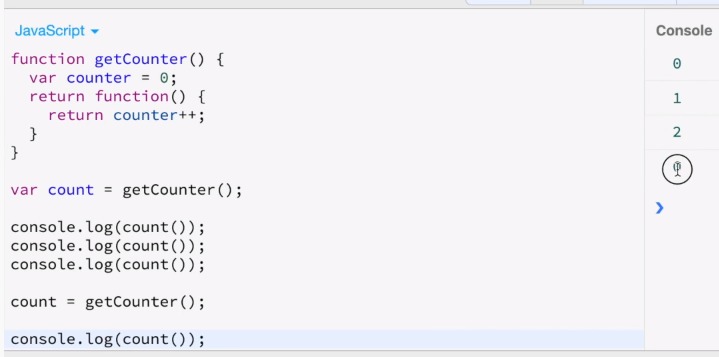 JavaScript
function getCounter() {
var counter = 0;
return function() {
return counter++;
}
}
var count = getCounter();
console.log(count());
console.log(count());
console.log(count());
count = getCounter();
console.log(count());
Console
0
1
2